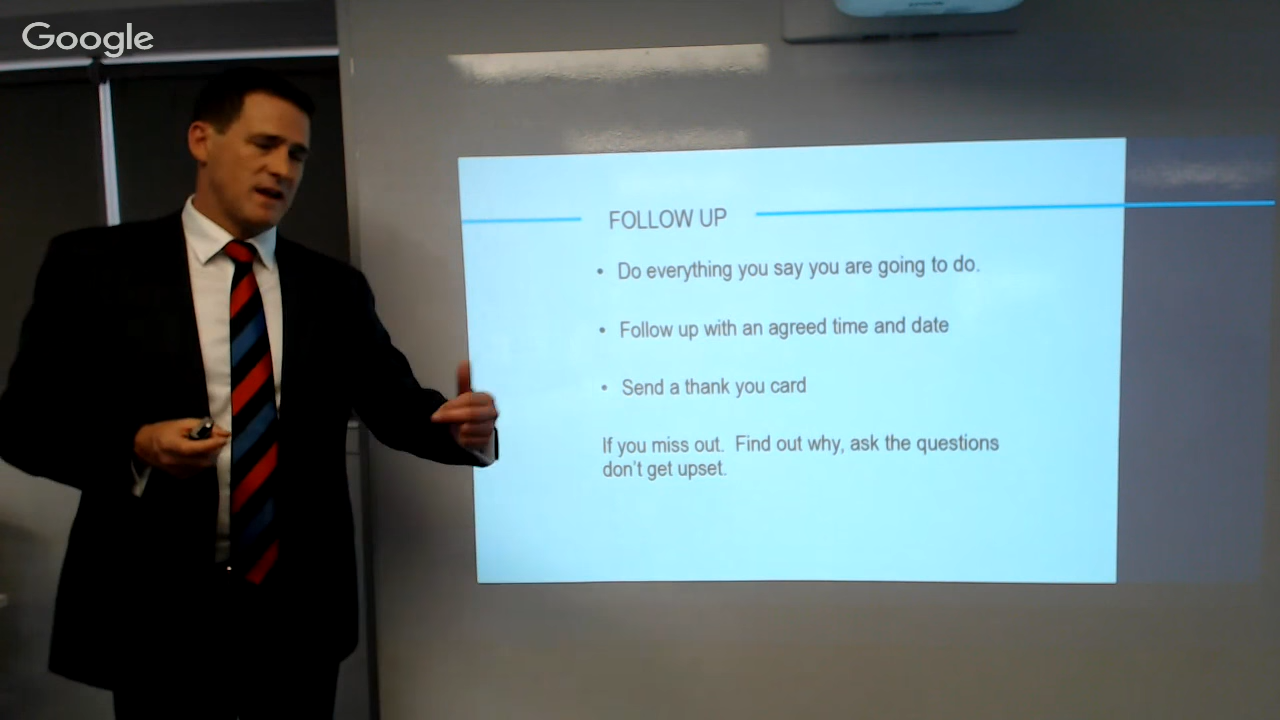 Google
FOLLOW UP
• Do everything you say you are going to do.
• Follow up with an agreed time and date
• Send a thank you card
If you miss out.  Find out why, ask the questions
don't get upset.